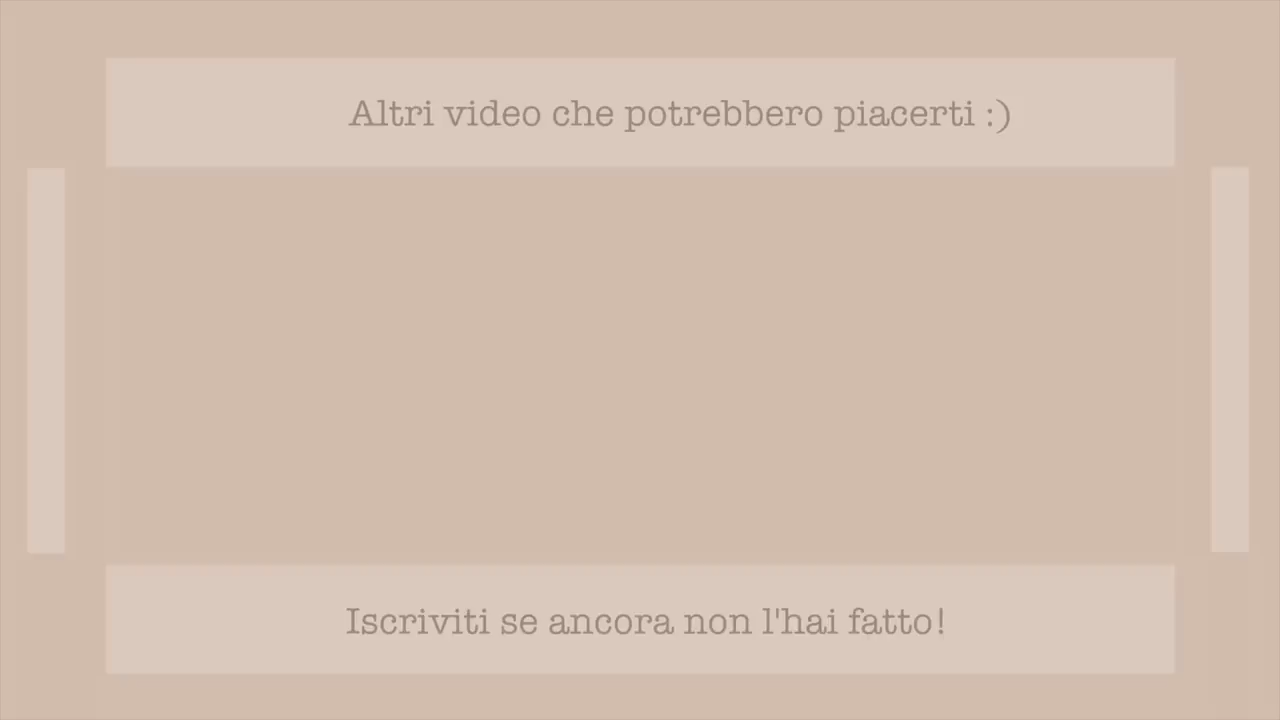 Altri video che potrebbero piacerti :)
Iscriviti se ancora non l'hai fatto!